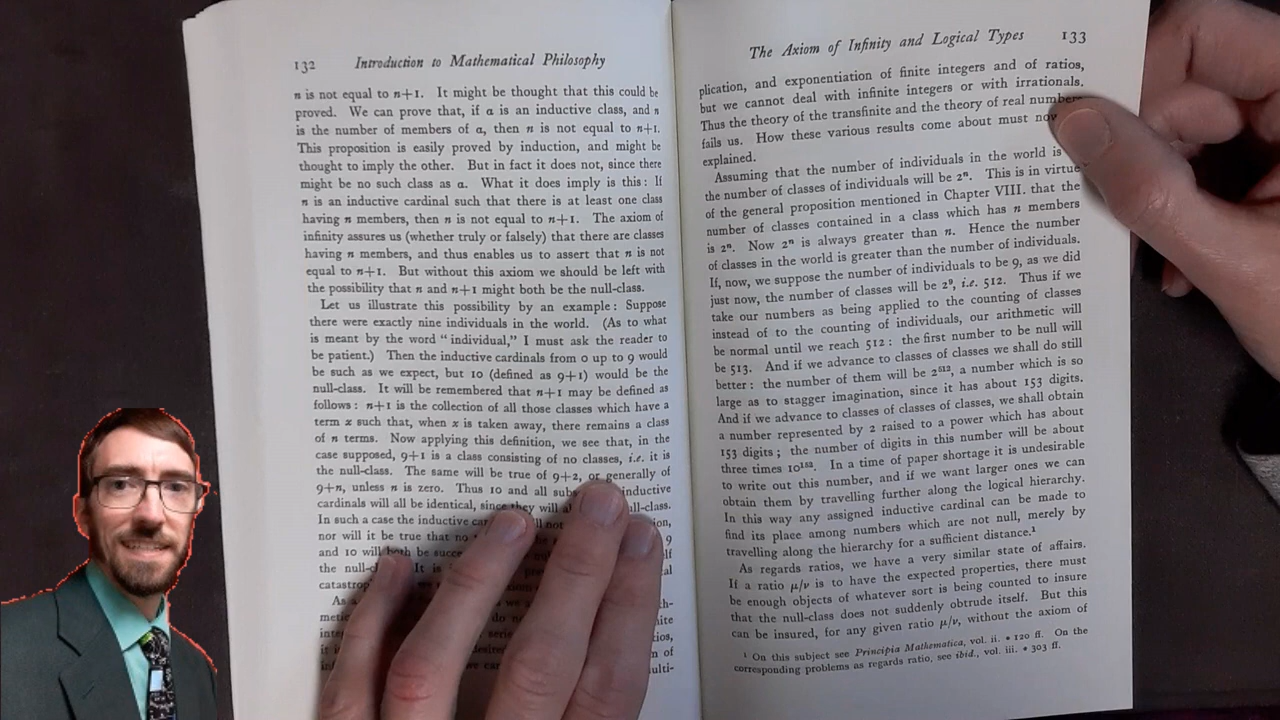 132 Introduction to Mathematical Philosophy
n is not equal to n+1. It might be thought that this could be
proved. We can prove that, if α is an inductive class, and n
is the number of members of α, then n is not equal to n+1.
This proposition is easily proved by induction, and might be
thought to imply the other. But in fact it does not, since there
might be no such class as α. What it does imply is this: If
n is an inductive cardinal such that there is at least one class
having n members, then n is not equal to n+1. The axiom of
infinity assures us (whether truly or falsely) that there are classes
having n members, and thus enables us to assert that n is not
equal to n+1. But without this axiom we should be left with
the possibility that n and n+1 might both be the null-class.
Let us illustrate this possibility by an example: Suppose
there were exactly nine individuals in the world. (As to what
is meant by the word “individual,” I must ask the reader to
be patient.) Then the inductive cardinals from 0 up to 9 would
be such as we expect, but 10 (defined as 9+1) would be the
null-class. It will be remembered that n+1 may be defined as
follows: n+1 is the collection of all those classes which have a
term x such that, when x is taken away, there remains a class
of n terms. Now applying this definition, we see that, in the
case supposed, 9+1 is a class consisting of no classes, i.e. it is
the null-class. The same will be true of 9+2, or generally of
9+n, unless n is zero. Thus 10 and all inductive
cardinals will all be identical, since they will null-class.
In such a case the inductive
nor will it be true that no 9
and 10 will both be
the It is
As a
The Axiom of Infinity and Logical Types 133
plication, and exponentiation of finite integers and of ratios,
but we cannot deal with infinite integers or with irrationals.
Thus the theory of the transfinite and the theory of real numbers
fails us. How these various results come about must
explained.
Assuming that the number of individuals in the world is
the number of classes of individuals will be 2ⁿ. This is in virtue
of the general proposition mentioned in Chapter VIII. that the
number of classes contained in a class which has n members
is 2ⁿ. Now 2ⁿ is always greater than n. Hence the number
of classes in the world is greater than the number of individuals.
If, now, we suppose the number of individuals to be 9, as we did
just now, the number of classes will be 2⁹, i.e. 512. Thus if we
take our numbers as being applied to the counting of classes
instead of to the counting of individuals, our arithmetic will
be normal until we reach 512: the first number to be null will
be 513. And if we advance to classes of classes we shall do still
better: the number of them will be 2⁵¹², a number which is so
large as to stagger imagination, since it has about 153 digits.
And if we advance to classes of classes of classes, we shall obtain
a number represented by 2 raised to a power which has about
153 digits; the number of digits in this number will be about
three times 10¹⁵². In a time of paper shortage it is undesirable
to write out this number, and if we want larger ones we can
obtain them by travelling further along the logical hierarchy.
In this way any assigned inductive cardinal can be made to
find its place among numbers which are not null, merely by
travelling along the hierarchy for a sufficient distance.¹
As regards ratios, we have a very similar state of affairs.
If a ratio μ/ν is to have the expected properties, there must
be enough objects of whatever sort is being counted to insure
that the null-class does not suddenly obtrude itself. But this
can be insured, for any given ratio μ/ν, without the axiom of
¹ On this subject see Principia Mathematica, vol. ii. * 120 ff. On the
corresponding problems as regards ratio, see ibid., vol. iii. * 303 ff.